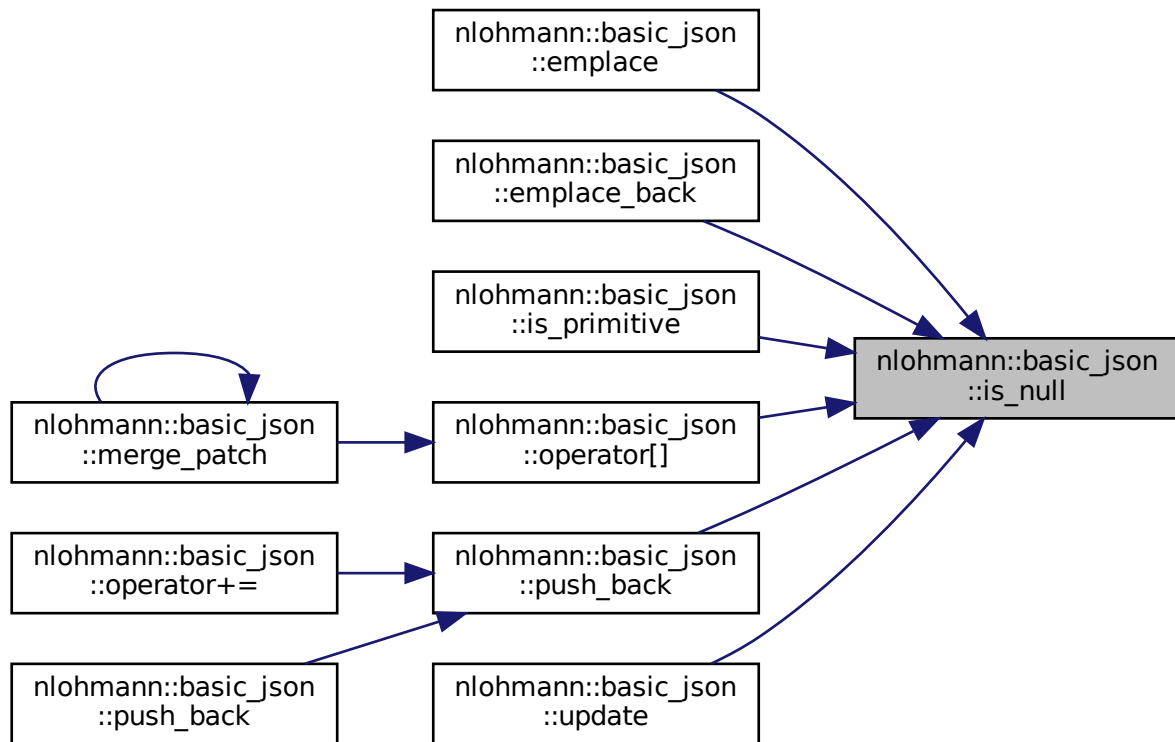 nlohmann::basic_json
::emplace
nlohmann::basic_json
::emplace_back
nlohmann::basic_json
::is_primitive
nlohmann::basic_json
::is_null
nlohmann::basic_json
::merge_patch
nlohmann::basic_json
::operator[]
nlohmann::basic_json
::operator+=
nlohmann::basic_json
::push_back
nlohmann::basic_json
::push_back
nlohmann::basic_json
::update